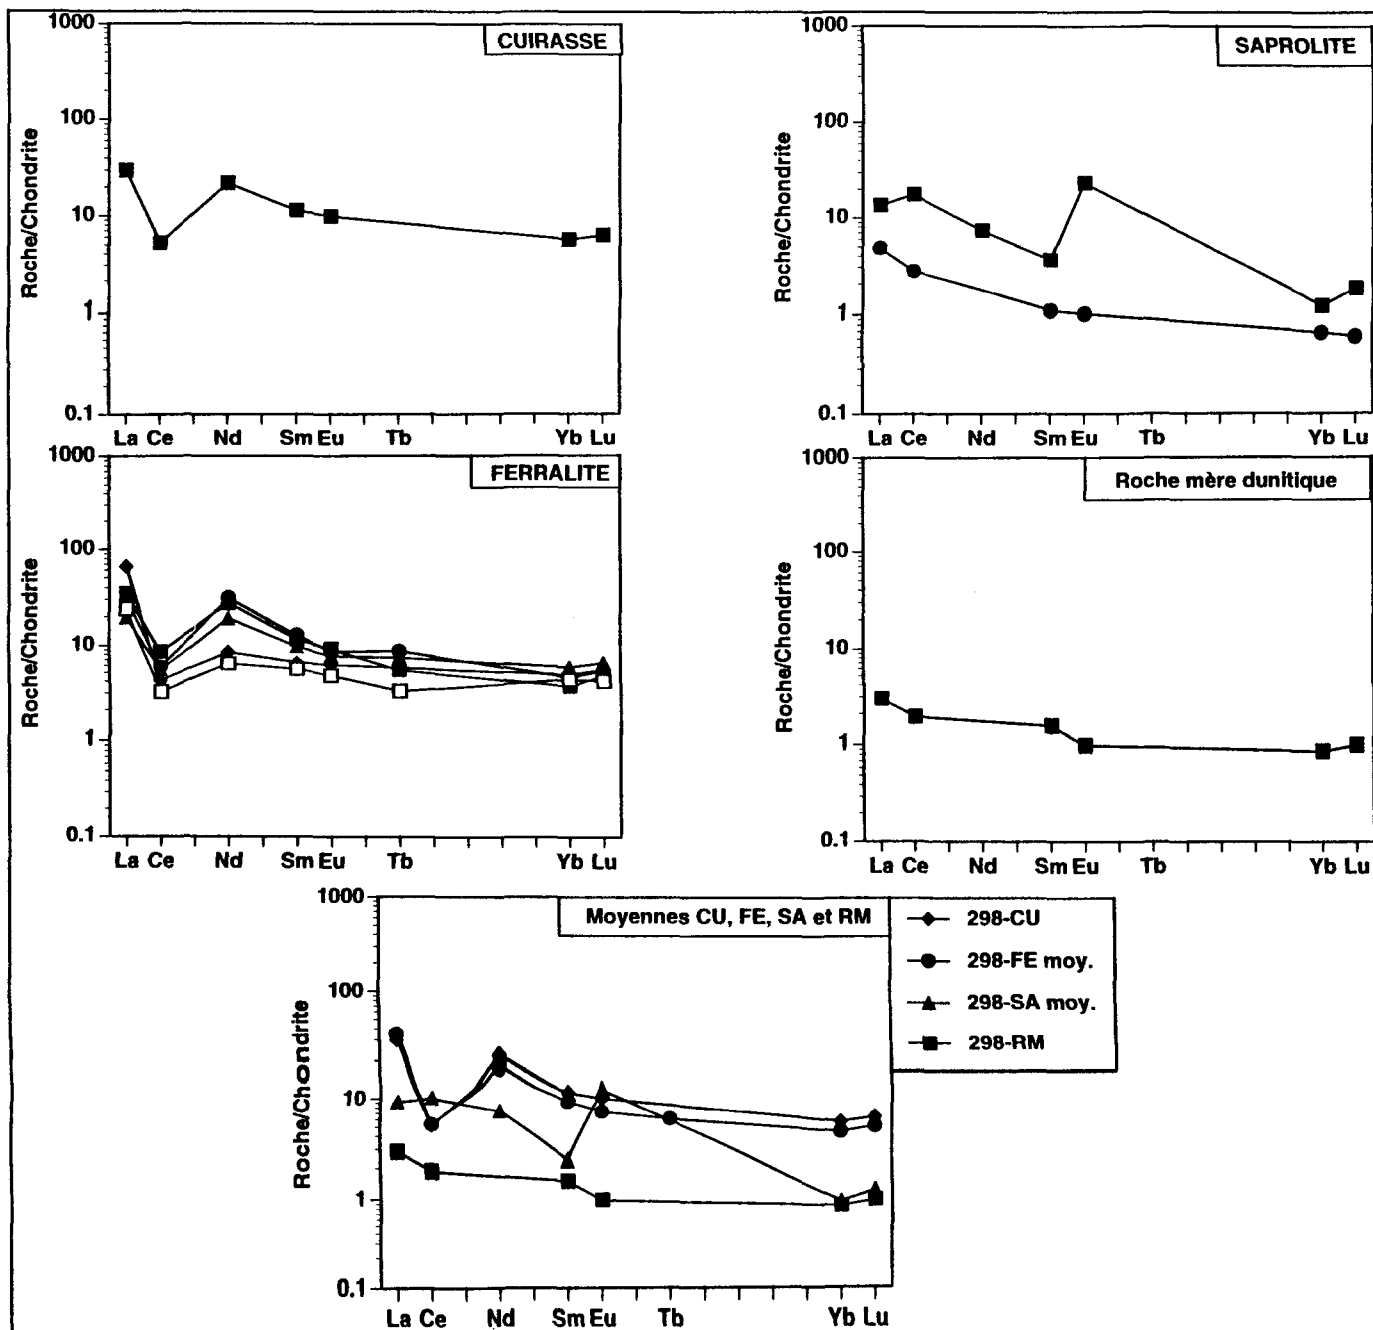 CUIRASSE
Roche/Chondrite
1000
100
10
1
0.1
La Ce Nd Sm Eu Tb Yb Lu
SAPROLITE
Roche/Chondrite
1000
100
10
1
0.1
La Ce Nd Sm Eu Tb Yb Lu
FERRALITE
Roche/Chondrite
1000
100
10
1
0.1
La Ce Nd Sm Eu Tb Yb Lu
Roche mère dunitique
Roche/Chondrite
1000
100
10
1
0.1
La Ce Nd Sm Eu Tb Yb Lu
Moyennes CU, FE, SA et RM
Roche/Chondrite
1000
100
10
1
0.1
La Ce Nd Sm Eu Tb Yb Lu
298-CU
298-FE moy.
298-SA moy.
298-RM